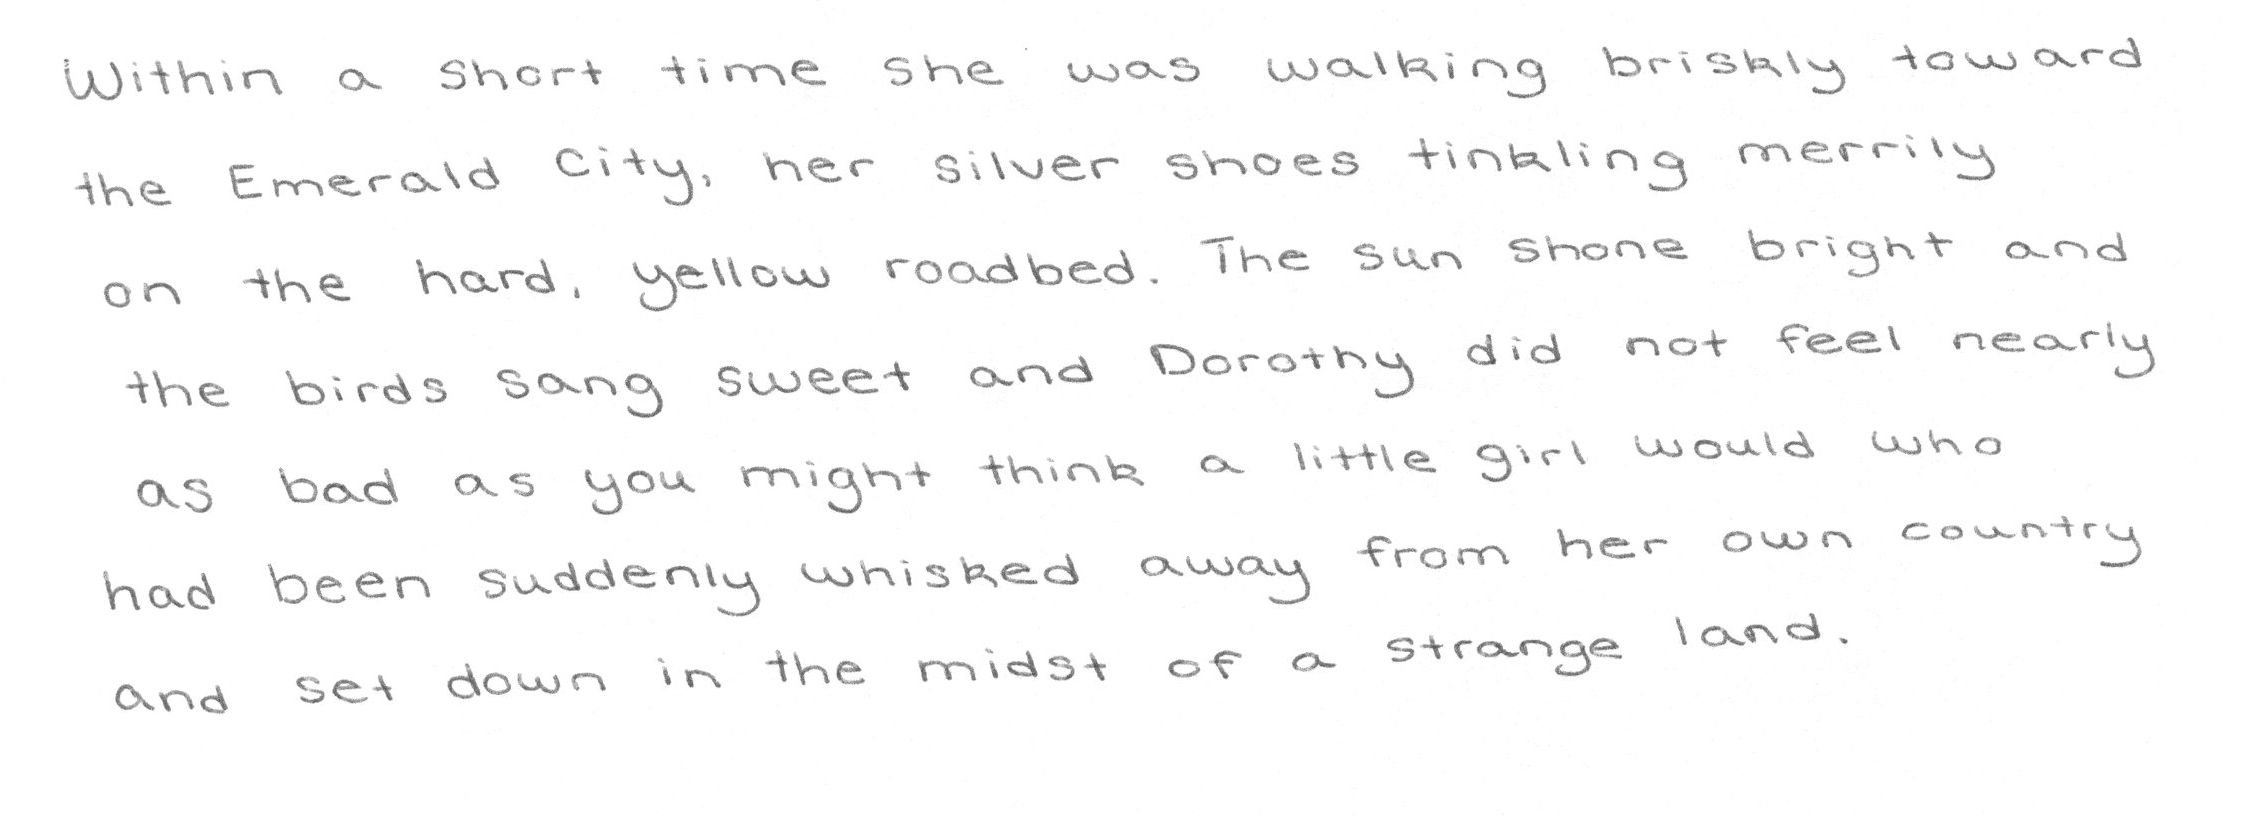 Within a short time she was walking briskly toward
the Emerald City, her silver shoes tinkling merrily
on the hard, yellow roadbed. The sun shone bright and
the birds sang sweet and Dorothy did not feel nearly
as bad as you might think a little girl would who
had been suddenly whisked away from her own country
and set down in the midst of a strange land.